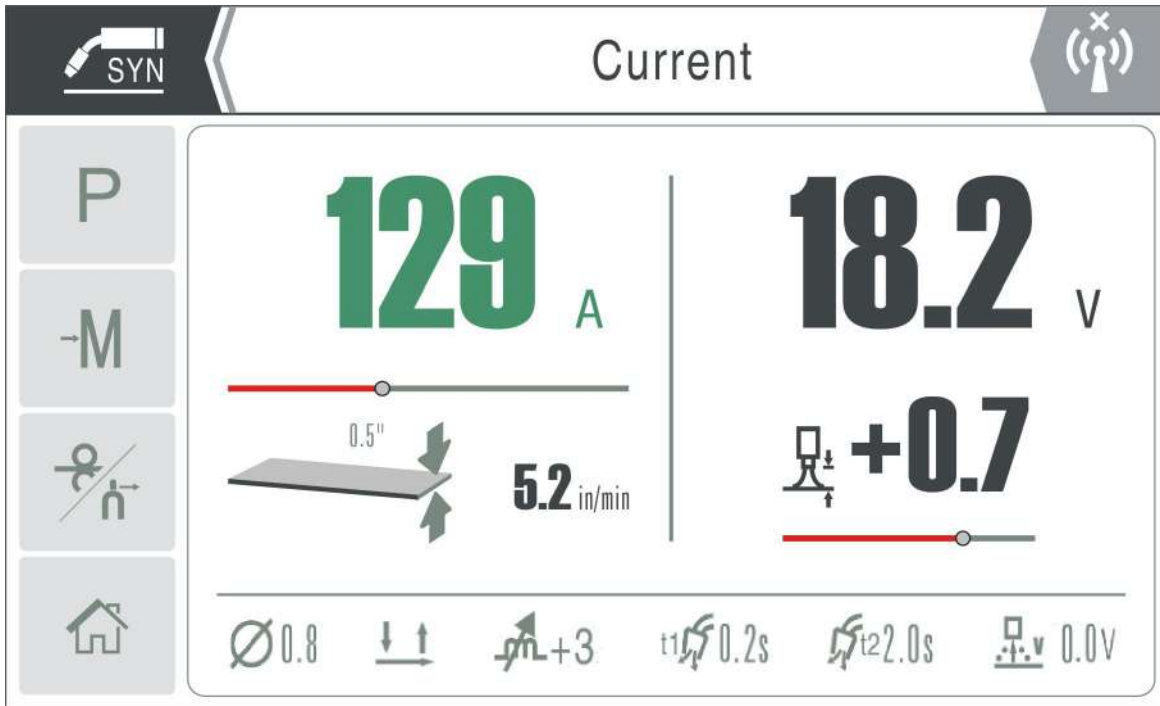 SYN
Current
P
M
129 A
18.2 V
0.5"
5.2 in/min
+0.7
Ø0.8
+3
t1 0.2s
t2 2.0s
V 0.0V